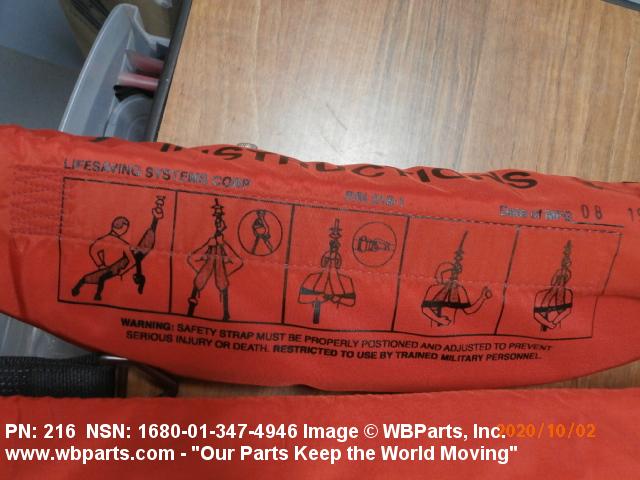 LIFESAVING SYSTEMS CORP
Date of MFG. 08
WARNING: SAFETY STRAP MUST BE PROPERLY POSTIONED AND ADJUSTED TO PREVENT
SERIOUS INJURY OR DEATH. RESTRICTED TO USE BY TRAINED MILITARY PERSONNEL.
PN: 216 NSN: 1680-01-347-4946 Image © WBParts, Inc.
2020/10/02
www.wbparts.com - "Our Parts Keep the World Moving"